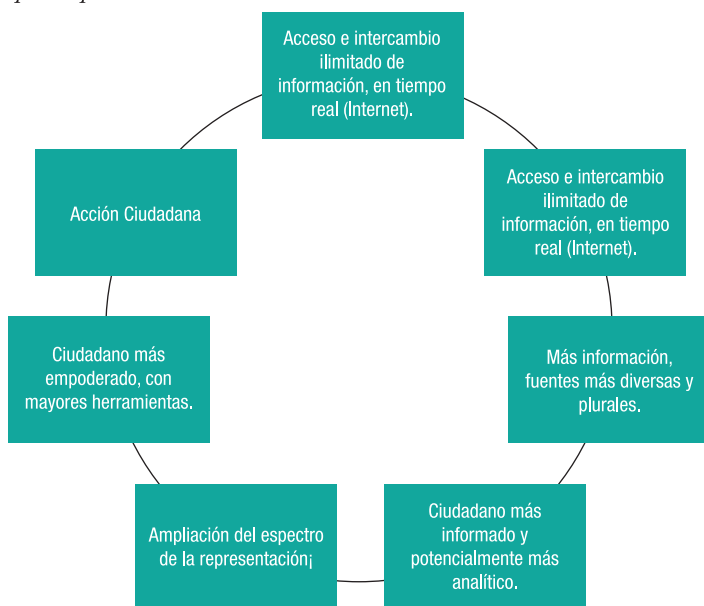 Acceso e intercambio
ilimitado de
información, en tiempo
real (Internet).
Acceso e intercambio
ilimitado de
información, en tiempo
real (Internet).
Más información,
fuentes más diversas y
plurales.
Ciudadano más
informado y
potencialmente más
analítico.
Ampliación del espectro
de la representación¡
Ciudadano más
empoderado, con
mayores herramientas.
Acción Ciudadana